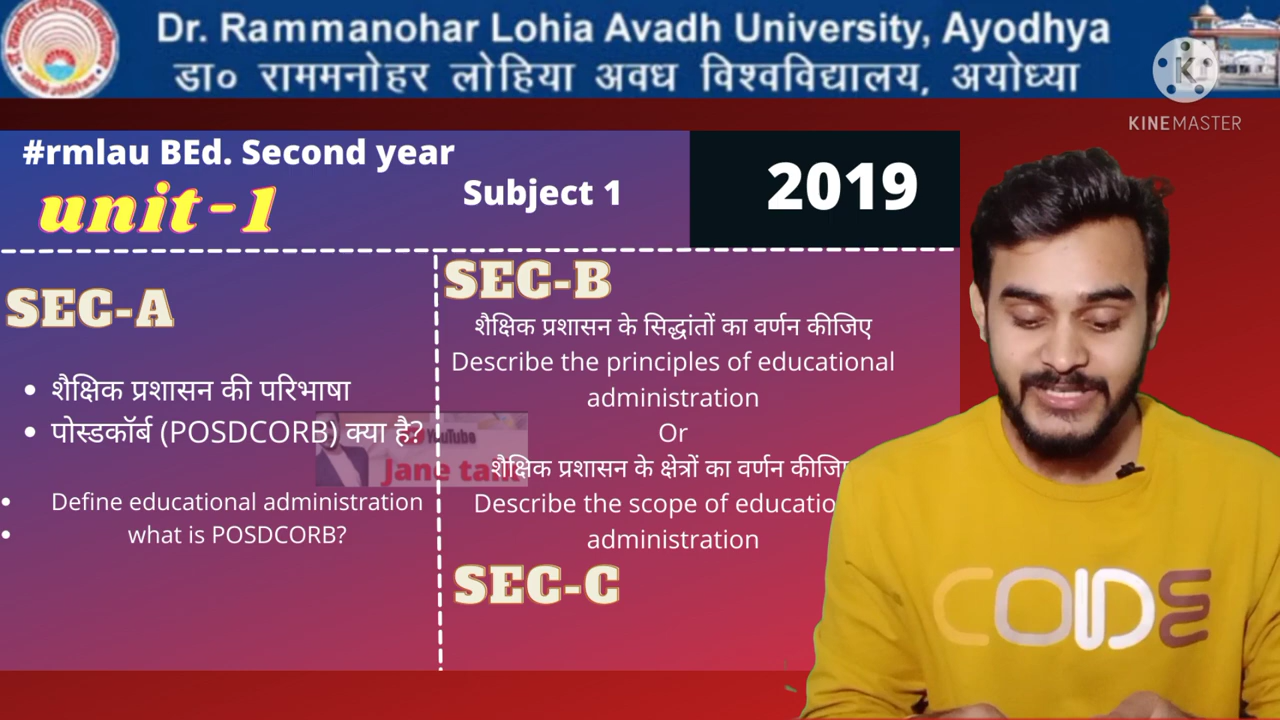 Dr. Rammanohar Lohia Avadh University, Ayodhya
डा० राममनोहर लोहिया अवध विश्वविद्यालय, अयोध्या
K
KINEMASTER
#rmlau BEd. Second year
unit-1
Subject 1
2019
SEC-A
शैक्षिक प्रशासन की परिभाषा
पोस्डकॉर्ब (POSDCORB) क्या है?
Define educational administration
what is POSDCORB?
YouTube
Jane
SEC-B
शैक्षिक प्रशासन के सिद्धांतों का वर्णन कीजिए
Describe the principles of educational
administration
Or
शैक्षिक प्रशासन के क्षेत्रों का वर्णन कीजिए
Describe the scope of educatio
administration
SEC-C
CODE